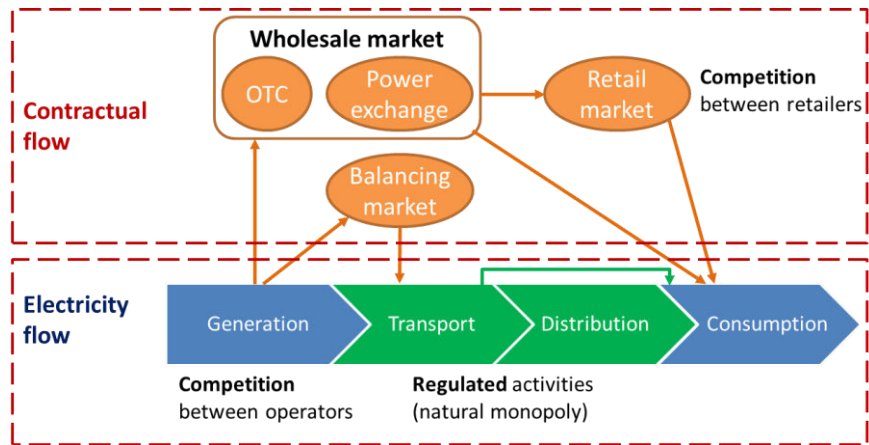 Wholesale market
OTC
Power
exchange
Retail
market
Competition
between retailers
Contractual
flow
Balancing
market
Electricity
flow
Generation
Transport
Distribution
Consumption
Competition
between operators
Regulated activities
(natural monopoly)